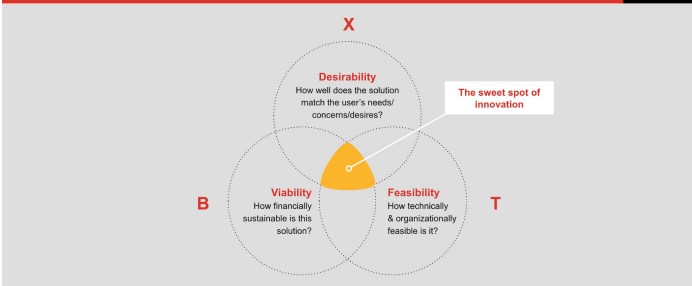 X
Desirability
How well does the solution
match the user's needs/
concerns/desires?
The sweet spot of
innovation
B
Viability
How financially
sustainable is this
solution?
Feasibility
How technically
& organizationally
feasible is it?
T